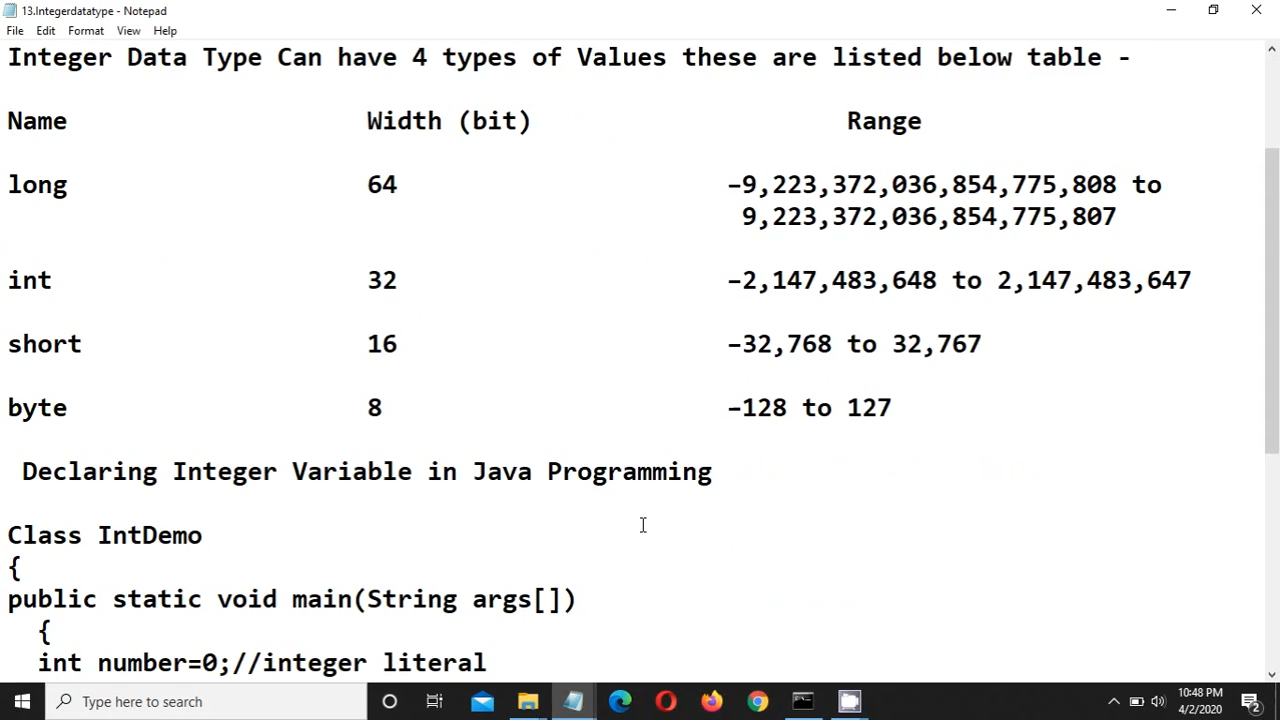 13.Integerdatatype - Notepad
File Edit Format View Help
Integer Data Type Can have 4 types of Values these are listed below table -
Name Width (bit) Range
long 64 –9,223,372,036,854,775,808 to
9,223,372,036,854,775,807
int 32 –2,147,483,648 to 2,147,483,647
short 16 –32,768 to 32,767
byte 8 –128 to 127
Declaring Integer Variable in Java Programming
Class IntDemo
{
public static void main(String args[])
{
int number=0;//integer literal
Type here to search
10:48 PM
4/2/2020
2